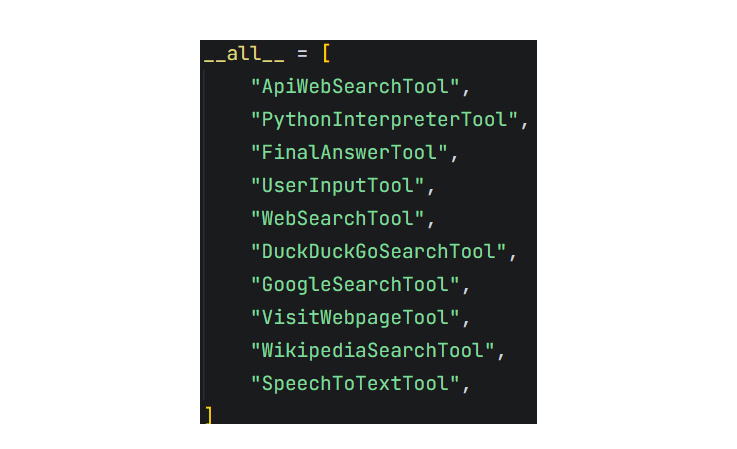 __all__ = [
    "ApiWebSearchTool",
    "PythonInterpreterTool",
    "FinalAnswerTool",
    "UserInputTool",
    "WebSearchTool",
    "DuckDuckGoSearchTool",
    "GoogleSearchTool",
    "VisitWebpageTool",
    "WikipediaSearchTool",
    "SpeechToTextTool",
]